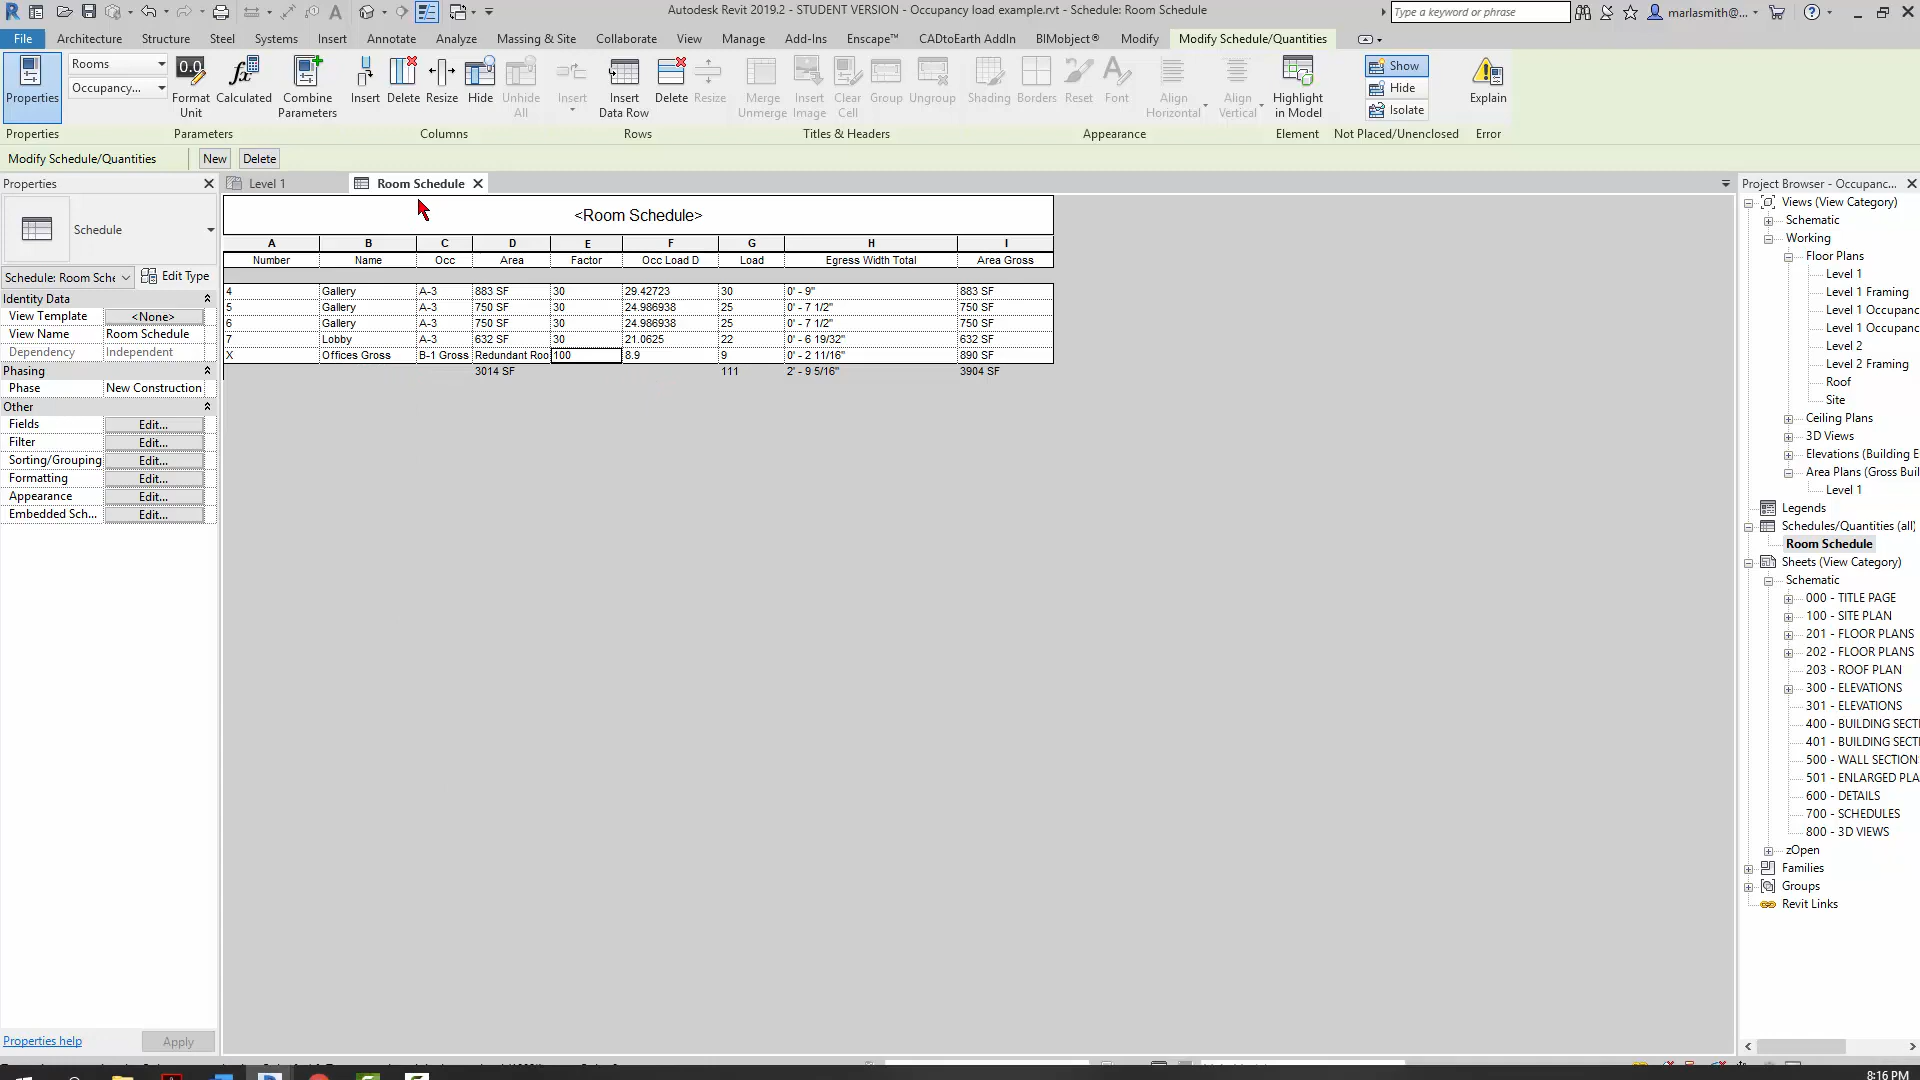 Autodesk Revit 2019.2 - STUDENT VERSION - Occupancy load example.rvt - Schedule: Room Schedule
Type a keyword or phrase
marlasmith@...
File Architecture Structure Steel Systems Insert Annotate Analyze Massing & Site Collaborate View Manage Add-Ins Enscape™ CADtoEarth AddIn BIMobject® Modify Modify Schedule/Quantities
Properties
Rooms
Occupancy...
Format Unit
Calculated
Combine Parameters
Insert
Delete
Resize
Hide
Unhide All
Insert
Insert Data Row
Delete
Resize
Merge Unmerge
Insert Image
Clear Cell
Group
Ungroup
Shading
Borders
Reset
Font
Align Horizontal
Align Vertical
Highlight in Model
Show
Hide
Isolate
Explain
Properties Parameters Columns Rows Titles & Headers Appearance Element Not Placed/Unenclosed Error
Modify Schedule/Quantities New Delete
Properties
Schedule
Schedule: Room Sche Edit Type
Identity Data
View Template <None>
View Name Room Schedule
Dependency Independent
Phasing
Phase New Construction
Other
Fields Edit...
Filter Edit...
Sorting/Grouping Edit...
Formatting Edit...
Appearance Edit...
Embedded Sch... Edit...
Properties help Apply
Level 1 Room Schedule
<Room Schedule>
A B C D E F G H I
Number Name Occ Area Factor Occ Load D Load Egress Width Total Area Gross
4 Gallery A-3 883 SF 30 29.42723 30 0' - 9" 883 SF
5 Gallery A-3 750 SF 30 24.986938 25 0' - 7 1/2" 750 SF
6 Gallery A-3 750 SF 30 24.986938 25 0' - 7 1/2" 750 SF
7 Lobby A-3 632 SF 30 21.0625 22 0' - 6 19/32" 632 SF
X Offices Gross B-1 Gross Redundant Roo 100 8.9 9 0' - 2 11/16" 890 SF
3014 SF 111 2' - 9 5/16" 3904 SF
Project Browser - Occupanc...
Views (View Category)
Schematic
Working
Floor Plans
Level 1
Level 1 Framing
Level 1 Occupanc
Level 1 Occupanc
Level 2
Level 2 Framing
Roof
Site
Ceiling Plans
3D Views
Elevations (Building E
Area Plans (Gross Buil
Level 1
Legends
Schedules/Quantities (all)
Room Schedule
Sheets (View Category)
Schematic
000 - TITLE PAGE
100 - SITE PLAN
201 - FLOOR PLANS
202 - FLOOR PLANS
203 - ROOF PLAN
300 - ELEVATIONS
301 - ELEVATIONS
400 - BUILDING SECTI
401 - BUILDING SECTI
500 - WALL SECTION
501 - ENLARGED PLA
600 - DETAILS
700 - SCHEDULES
800 - 3D VIEWS
zOpen
Families
Groups
Revit Links
8:16 PM